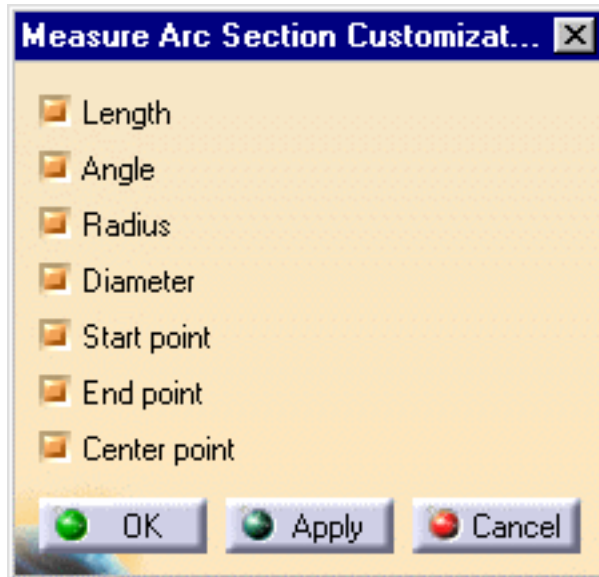 Measure Arc Section Customizat...
Length
Angle
Radius
Diameter
Start point
End point
Center point
OK Apply Cancel